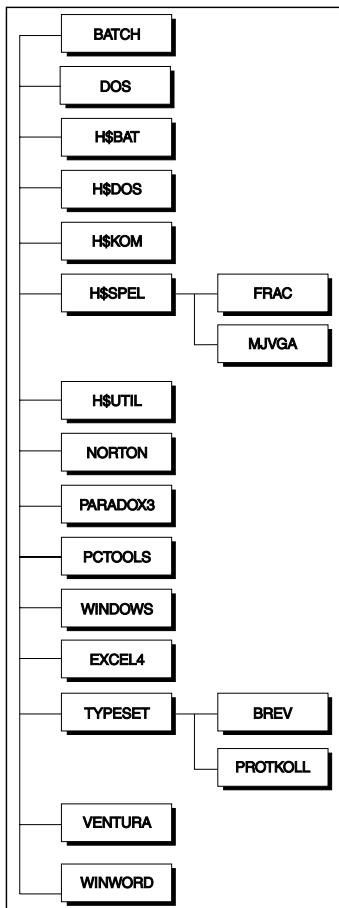 BATCH
DOS
H$BAT
H$DOS
H$KOM
H$SPEL
FRAC
MJVGA
H$UTIL
NORTON
PARADOX3
PCTOOLS
WINDOWS
EXCEL4
TYPESET
BREV
PROTKOLL
VENTURA
WINWORD